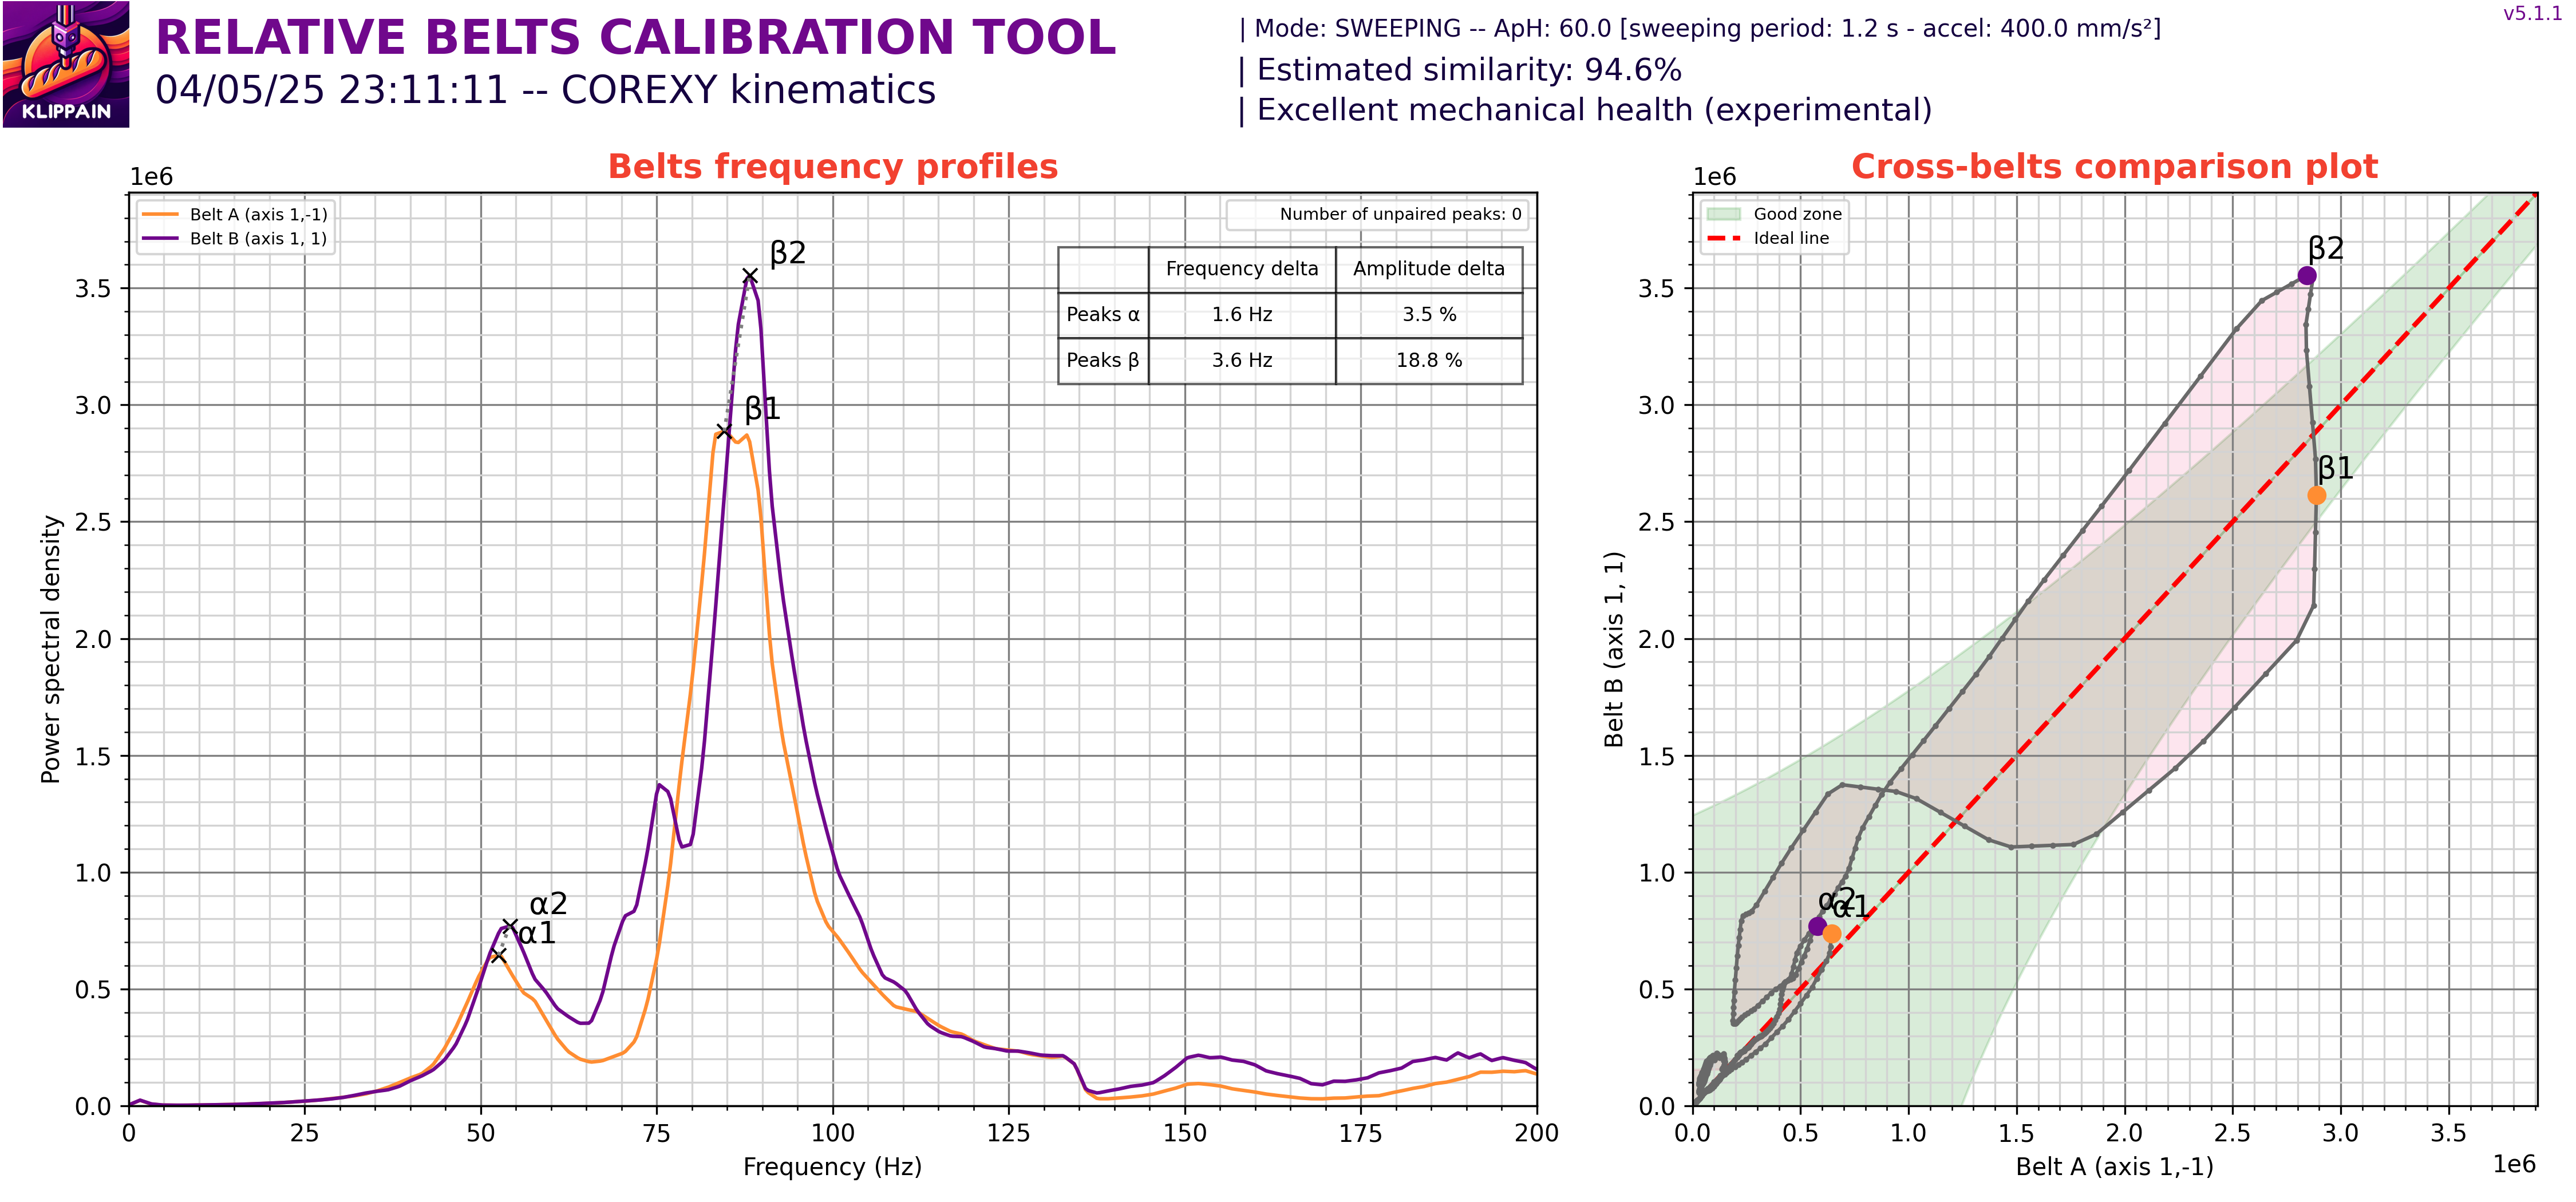 KLIPPAIN
RELATIVE BELTS CALIBRATION TOOL
04/05/25 23:11:11 -- COREXY kinematics
| Mode: SWEEPING -- ApH: 60.0 [sweeping period: 1.2 s - accel: 400.0 mm/s²]
| Estimated similarity: 94.6%
| Excellent mechanical health (experimental)
v5.1.1
Belts frequency profiles
1e6
Belt A (axis 1,-1)
Belt B (axis 1, 1)
Number of unpaired peaks: 0
Frequency delta Amplitude delta
Peaks α 1.6 Hz 3.5 %
Peaks β 3.6 Hz 18.8 %
β2
β1
α2
α1
Power spectral density
3.5
3.0
2.5
2.0
1.5
1.0
0.5
0.0
0 25 50 75 100 125 150 175 200
Frequency (Hz)
Cross-belts comparison plot
1e6
Good zone
Ideal line
β2
β1
α2
α1
Belt B (axis 1, 1)
3.5
3.0
2.5
2.0
1.5
1.0
0.5
0.0
0.0 0.5 1.0 1.5 2.0 2.5 3.0 3.5
Belt A (axis 1,-1)
1e6